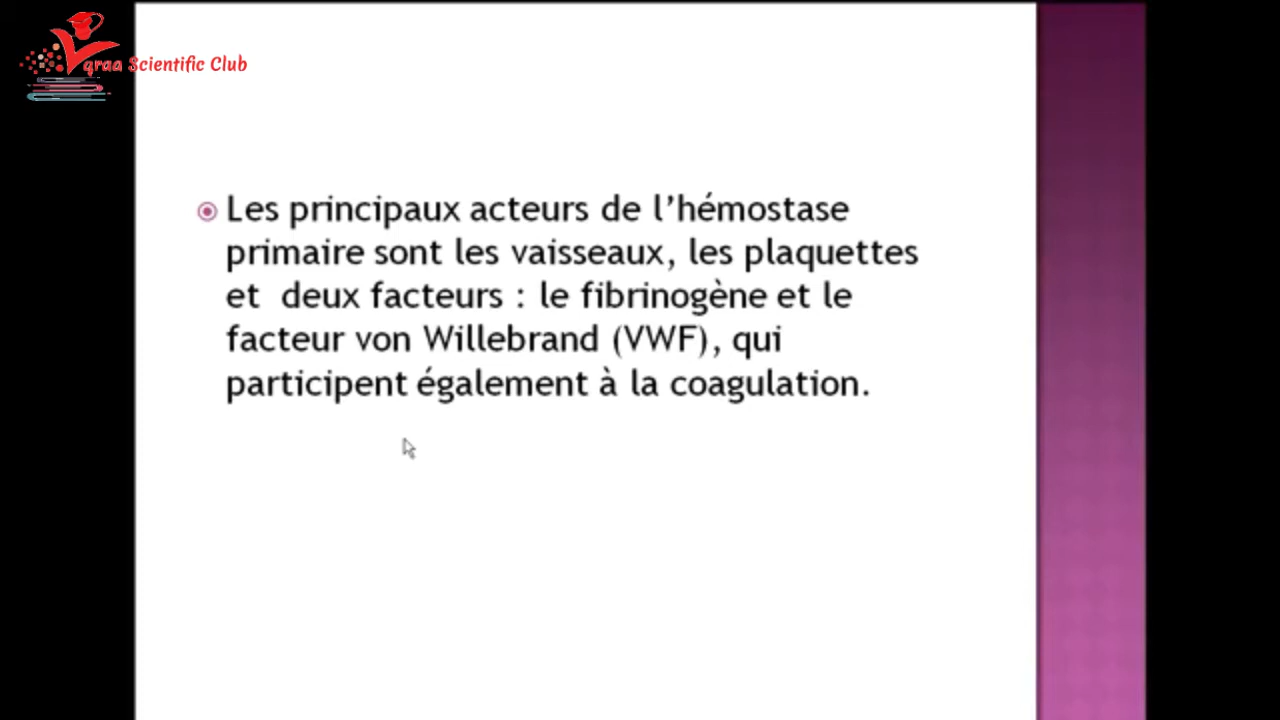 qraa Scientific Club
Les principaux acteurs de l’hémostase
primaire sont les vaisseaux, les plaquettes
et deux facteurs : le fibrinogène et le
facteur von Willebrand (VWF), qui
participent également à la coagulation.